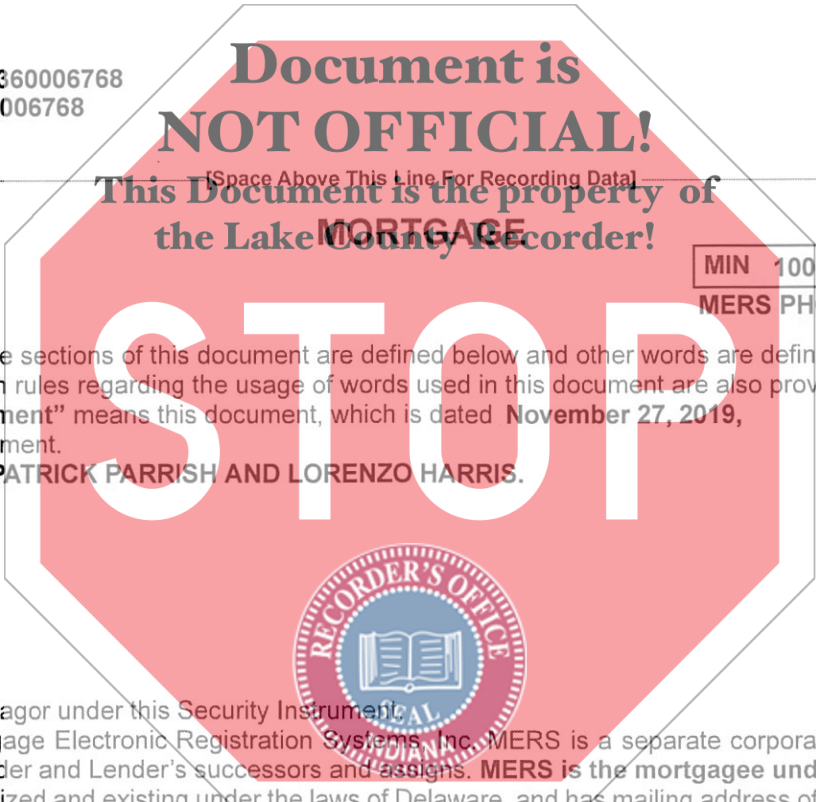 Document is
360006768
006768
NOT OFFICIAL!
[Space Above This Line For Recording Data]
This Document is the property of
MORTGAGE
the Lake County Recorder!
MIN 100
MERS PH
STOP
e sections of this document are defined below and other words are defin
n rules regarding the usage of words used in this document are also prov
ment” means this document, which is dated November 27, 2019,
ment.
PATRICK PARRISH AND LORENZO HARRIS.
RECORDER'S OFFICE
SEAL
INDIANA
agor under this Security Instrument.
gage Electronic Registration Systems, Inc. MERS is a separate corpora
der and Lender's successors and assigns. MERS is the mortgagee und
ized and existing under the laws of Delaware, and has mailing address of